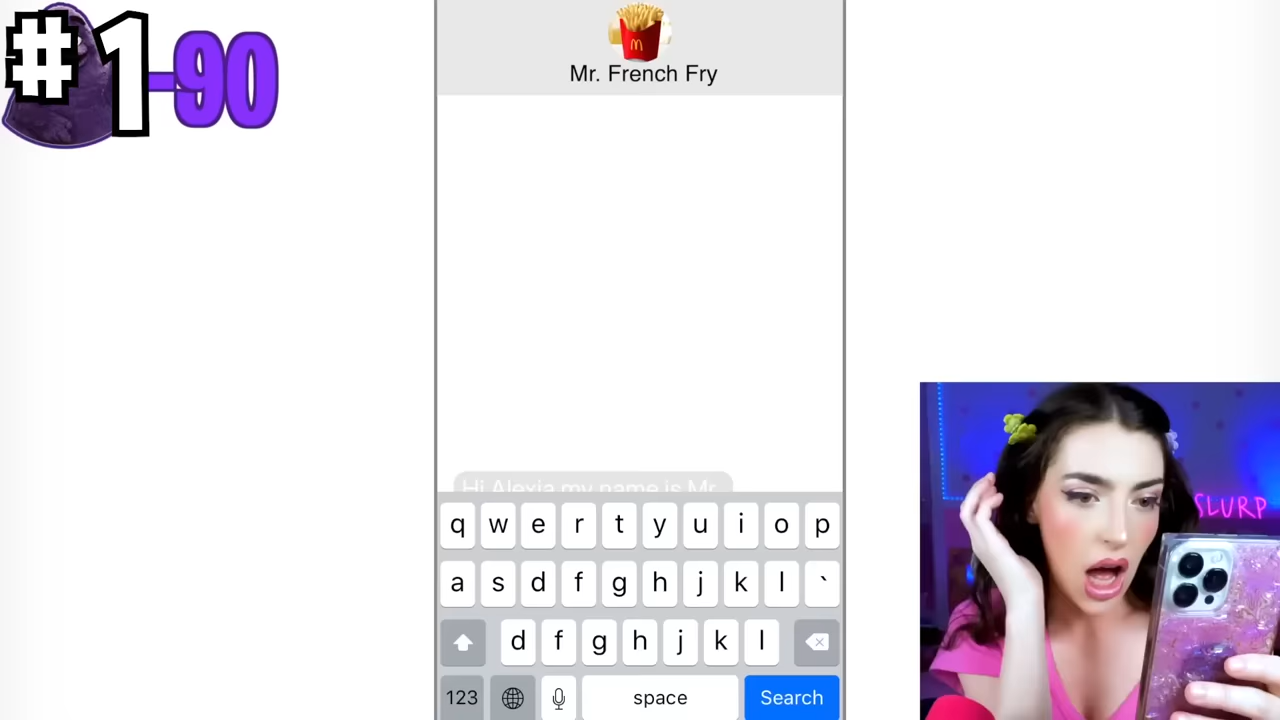 #1-90
Mr. French Fry
Hi Alexia my name is Mr.
q w e r t y u i o p
a s d f g h j k l `
d f g h j k l
123 space Search
SLURP